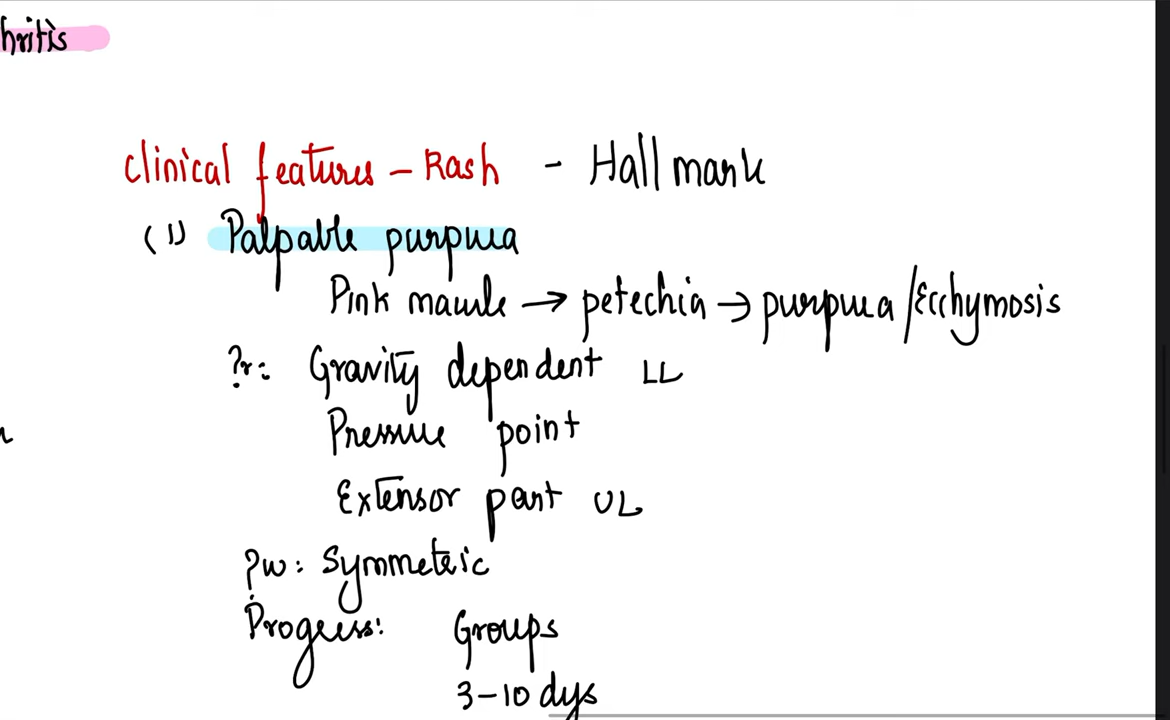 hritis
Clinical features - Rash - Hallmark
(1) Palpable purpura
Pink macule → petechia → purpura /Ecchymosis
?r: Gravity dependent LL
Pressure point
Extensor part UL
?w: Symmetric
Progress: Groups
3-10 dys